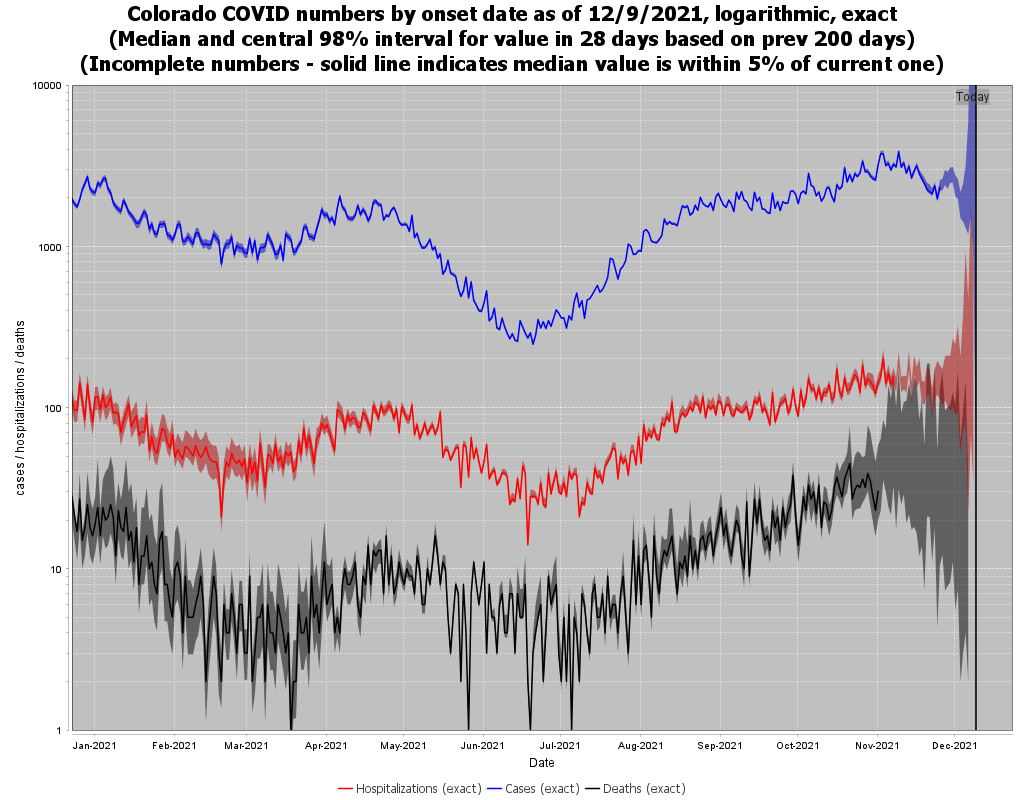 Colorado COVID numbers by onset date as of 12/9/2021, logarithmic, exact
(Median and central 98% interval for value in 28 days based on prev 200 days)
(Incomplete numbers - solid line indicates median value is within 5% of current one)
Today
10000
1000
100
10
1
cases / hospitalizations / deaths
Jan-2021 Feb-2021 Mar-2021 Apr-2021 May-2021 Jun-2021 Jul-2021 Aug-2021 Sep-2021 Oct-2021 Nov-2021 Dec-2021
Date
Hospitalizations (exact) Cases (exact) Deaths (exact)